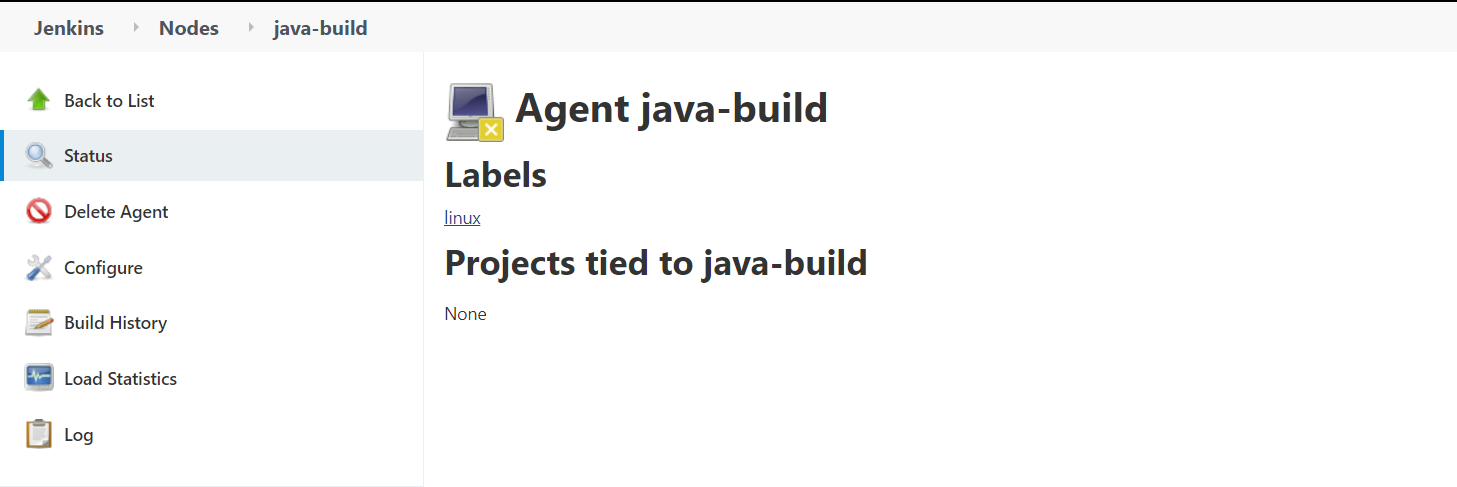 Jenkins Nodes java-build
Back to List
Status
Delete Agent
Configure
Build History
Load Statistics
Log
Agent java-build
Labels
linux
Projects tied to java-build
None